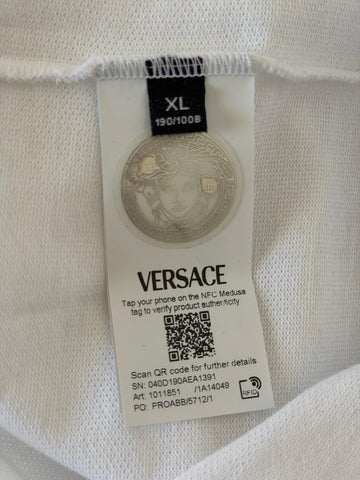 XL
190/100B
VERSACE
Tap your phone on the NFC Medusa
tag to verify product authenticity
Scan QR code for further details
SN: 040D190AEA1391
Art: 1011851 /1A14049
PO: PROABB/5712/1
RFID